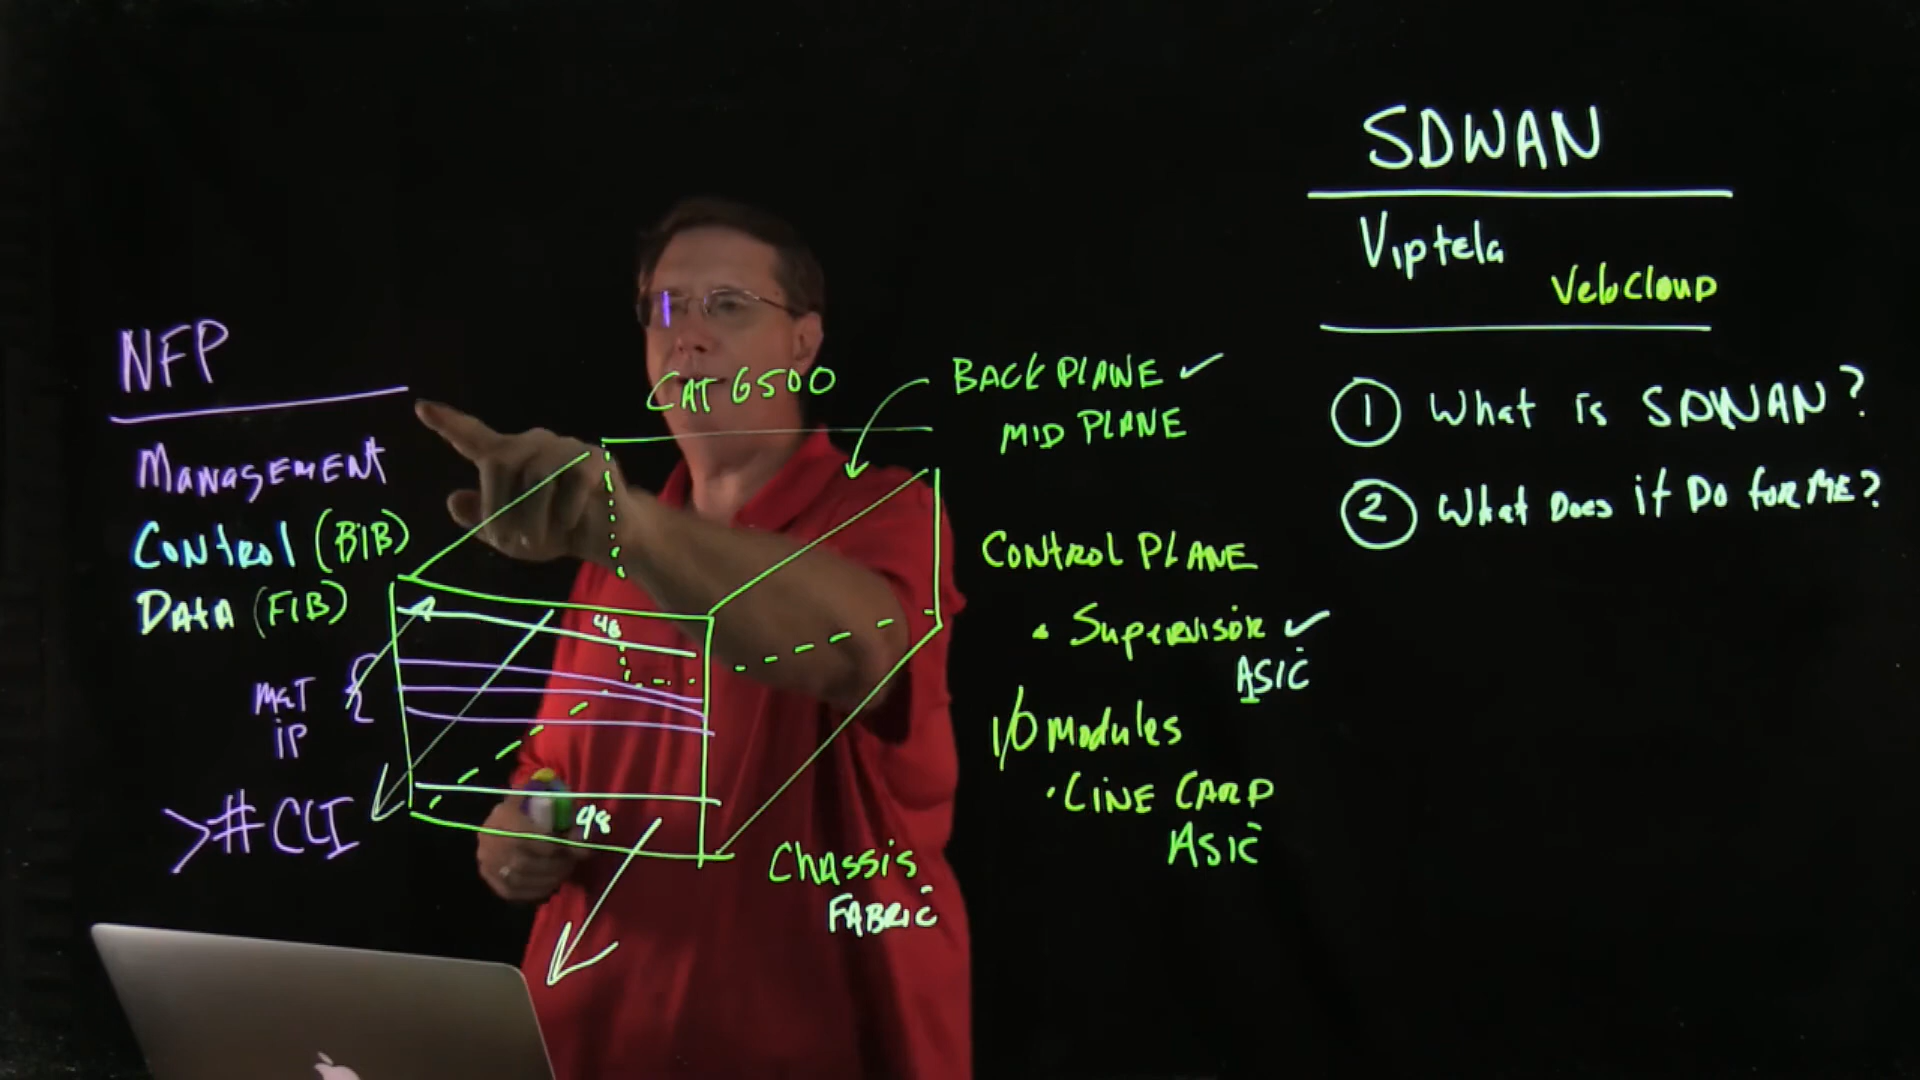 NFP
MANAGEMENT
CONTROL (BIB)
DATA (FIB)
MGT
IP
>#CLI
CAT 6500
48
48
BACK PLANE ✓
MID PLANE
CONTROL PLANE
• SUPERVISOR ✓
ASIC
I/O MODULES
• LINE CARD
ASIC
CHASSIS
FABRIC
SDWAN
Viptela
VeloCloud
① What is SDWAN?
② What Does it Do for ME?